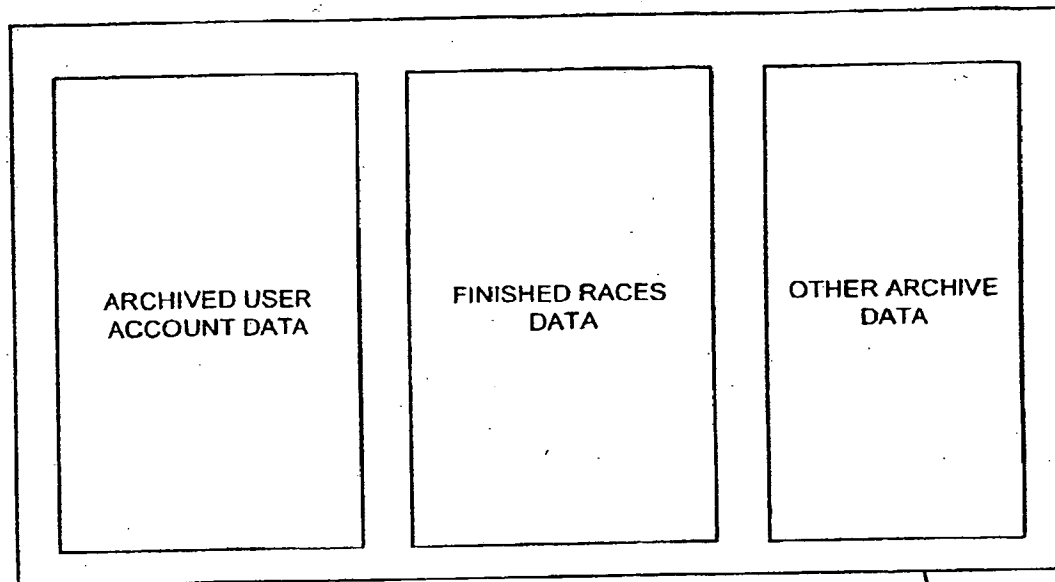 ARCHIVED USER
ACCOUNT DATA
FINISHED RACES
DATA
OTHER ARCHIVE
DATA